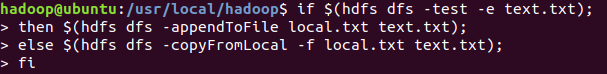 hadoop@ubuntu:/usr/local/hadoop$ if $(hdfs dfs -test -e text.txt);
> then $(hdfs dfs -appendToFile local.txt text.txt);
> else $(hdfs dfs -copyFromLocal -f local.txt text.txt);
> fi